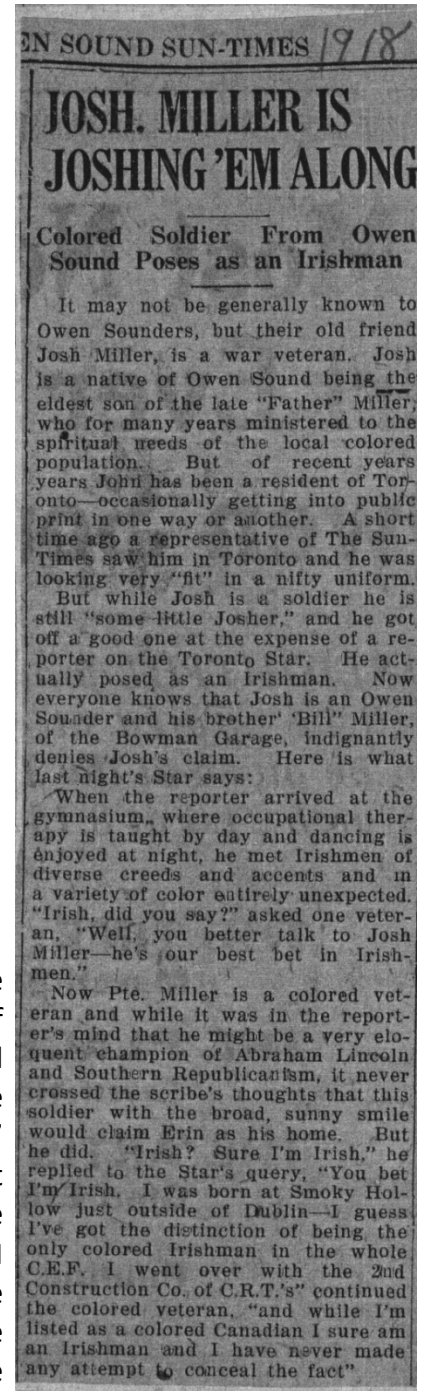 EN SOUND SUN-TIMES 1918
JOSH. MILLER IS
JOSHING 'EM ALONG
Colored Soldier From Owen
Sound Poses as an Irishman
It may not be generally known to
Owen Sounders, but their old friend
Josh Miller, is a war veteran. Josh
is a native of Owen Sound being the
eldest son of the late "Father" Miller,
who for many years ministered to the
spiritual needs of the local colored
population. But of recent years
years John has been a resident of Tor-
onto—occasionally getting into public
print in one way or another. A short
time ago a representative of The Sun-
Times saw him in Toronto and he was
looking very "fit" in a nifty uniform.
But while Josh is a soldier he is
still "some little Josher," and he got
off a good one at the expense of a re-
porter on the Toronto Star. He act-
ually posed as an Irishman. Now
everyone knows that Josh is an Owen
Sounder and his brother 'Bill" Miller,
of the Bowman Garage, indignantly
denies Josh's claim. Here is what
last night's Star says:
When the reporter arrived at the
gymnasium, where occupational ther-
apy is taught by day and dancing is
enjoyed at night, he met Irishmen of
diverse creeds and accents and in
a variety of color entirely unexpected.
"Irish, did you say?" asked one veter-
an, "Well, you better talk to Josh
Miller—he's our best bet in Irish-
men."
Now Pte. Miller is a colored vet-
eran and while it was in the report-
er's mind that he might be a very elo-
quent champion of Abraham Lincoln
and Southern Republicanism, it never
crossed the scribe's thoughts that this
soldier with the broad, sunny smile
would claim Erin as his home. But
he did. "Irish? Sure I'm Irish," he
replied to the Star's query, "You bet
I'm Irish. I was born at Smoky Hol-
low just outside of Dublin—I guess
I've got the distinction of being the
only colored Irishman in the whole
C.E.F. I went over with the 2nd
Construction Co. of C.R.T.'s" continued
the colored veteran, "and while I'm
listed as a colored Canadian I sure am
an Irishman and I have never made
any attempt to conceal the fact"